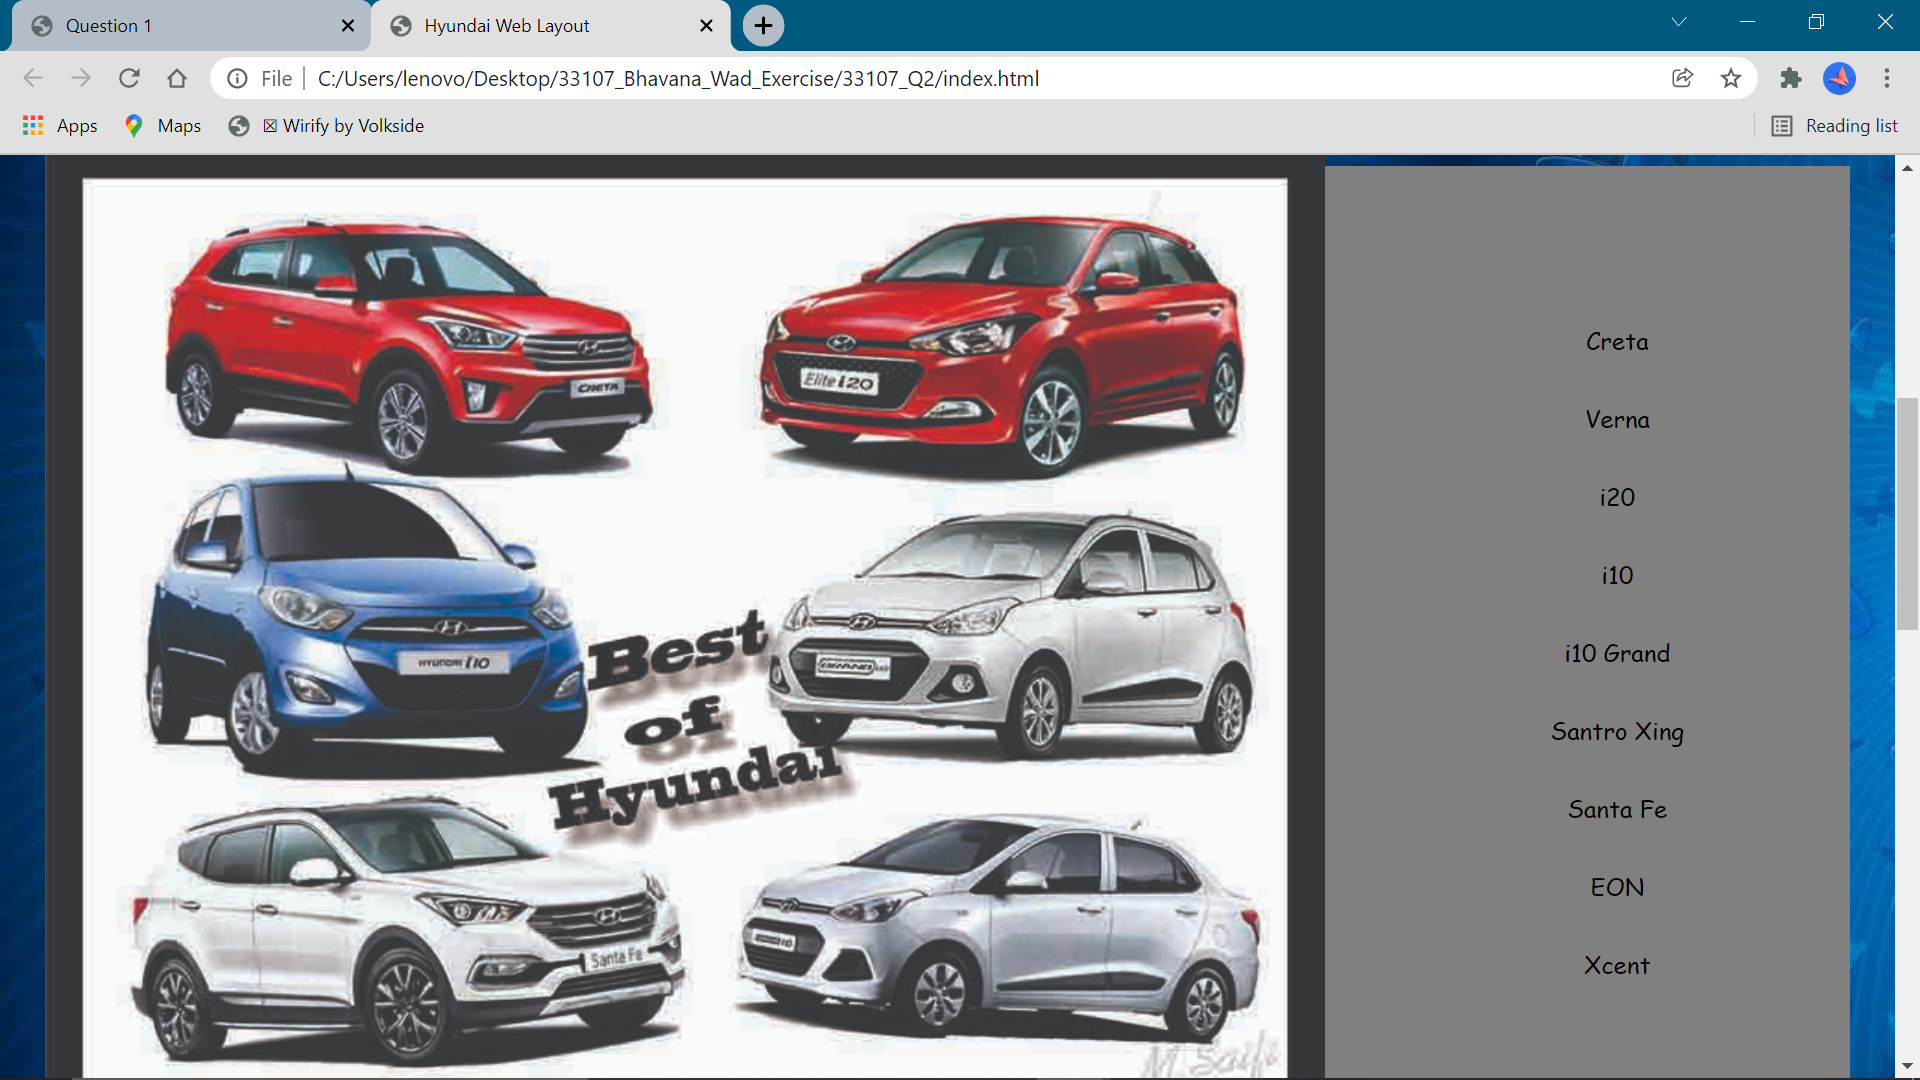 Question 1
Hyundai Web Layout
File
C:/Users/lenovo/Desktop/33107_Bhavana_Wad_Exercise/33107_Q2/index.html
Apps
Maps
Wirify by Volkside
Reading list
CRETA
Elite i20
HYUNDAI i10
GRAND
Best
of
Hyundai
Santa Fe
Creta
Verna
i20
i10
i10 Grand
Santro Xing
Santa Fe
EON
Xcent